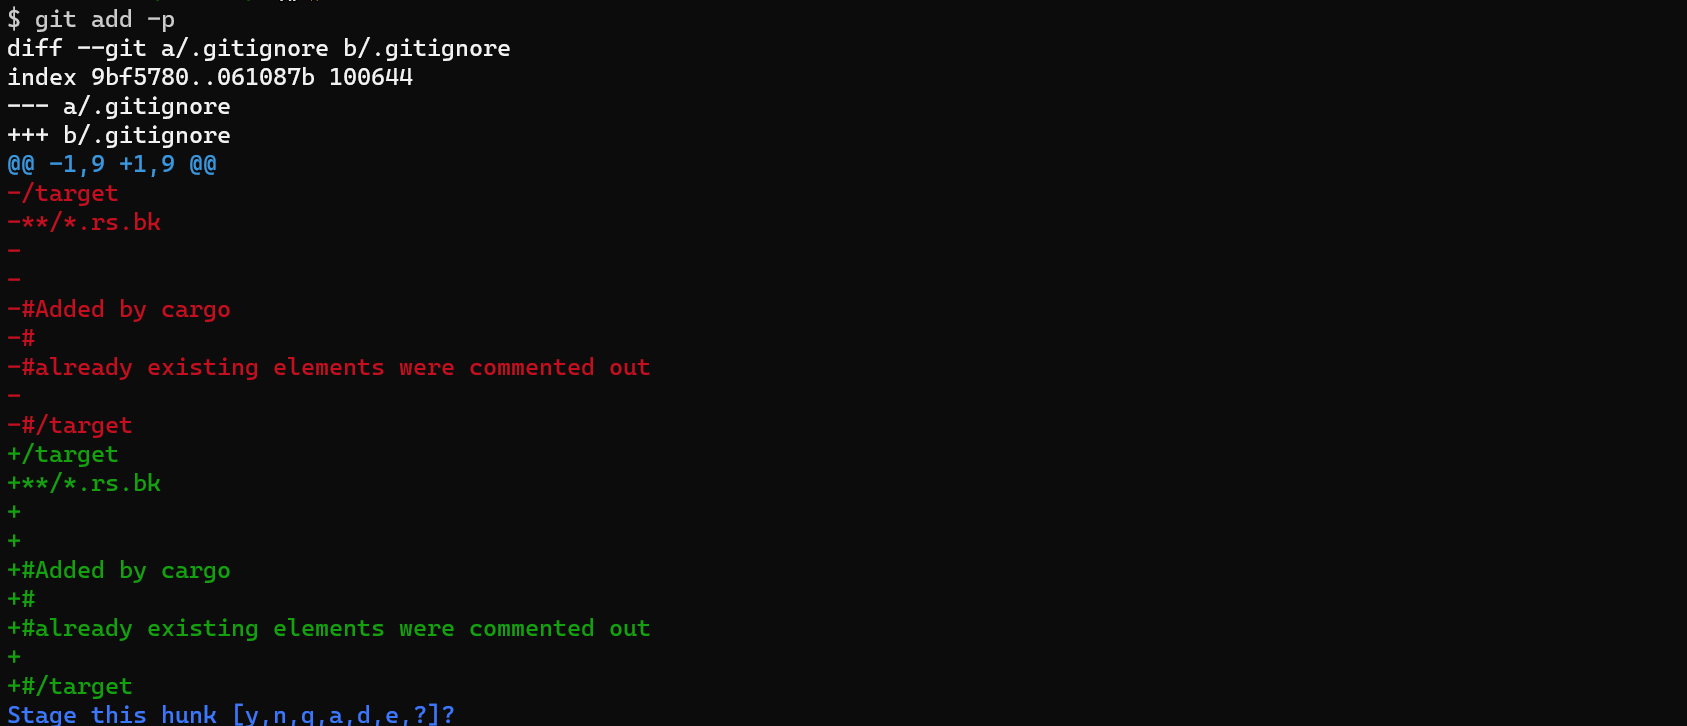 $ git add -p
diff --git a/.gitignore b/.gitignore
index 9bf5780..061087b 100644
--- a/.gitignore
+++ b/.gitignore
@@ -1,9 +1,9 @@
-/target
-**/*.rs.bk
-
-
-#Added by cargo
-#
-#already existing elements were commented out
-
-#/target
+/target
+**/*.rs.bk
+
+
+#Added by cargo
+#
+#already existing elements were commented out
+
+#/target
Stage this hunk [y,n,q,a,d,e,?]?